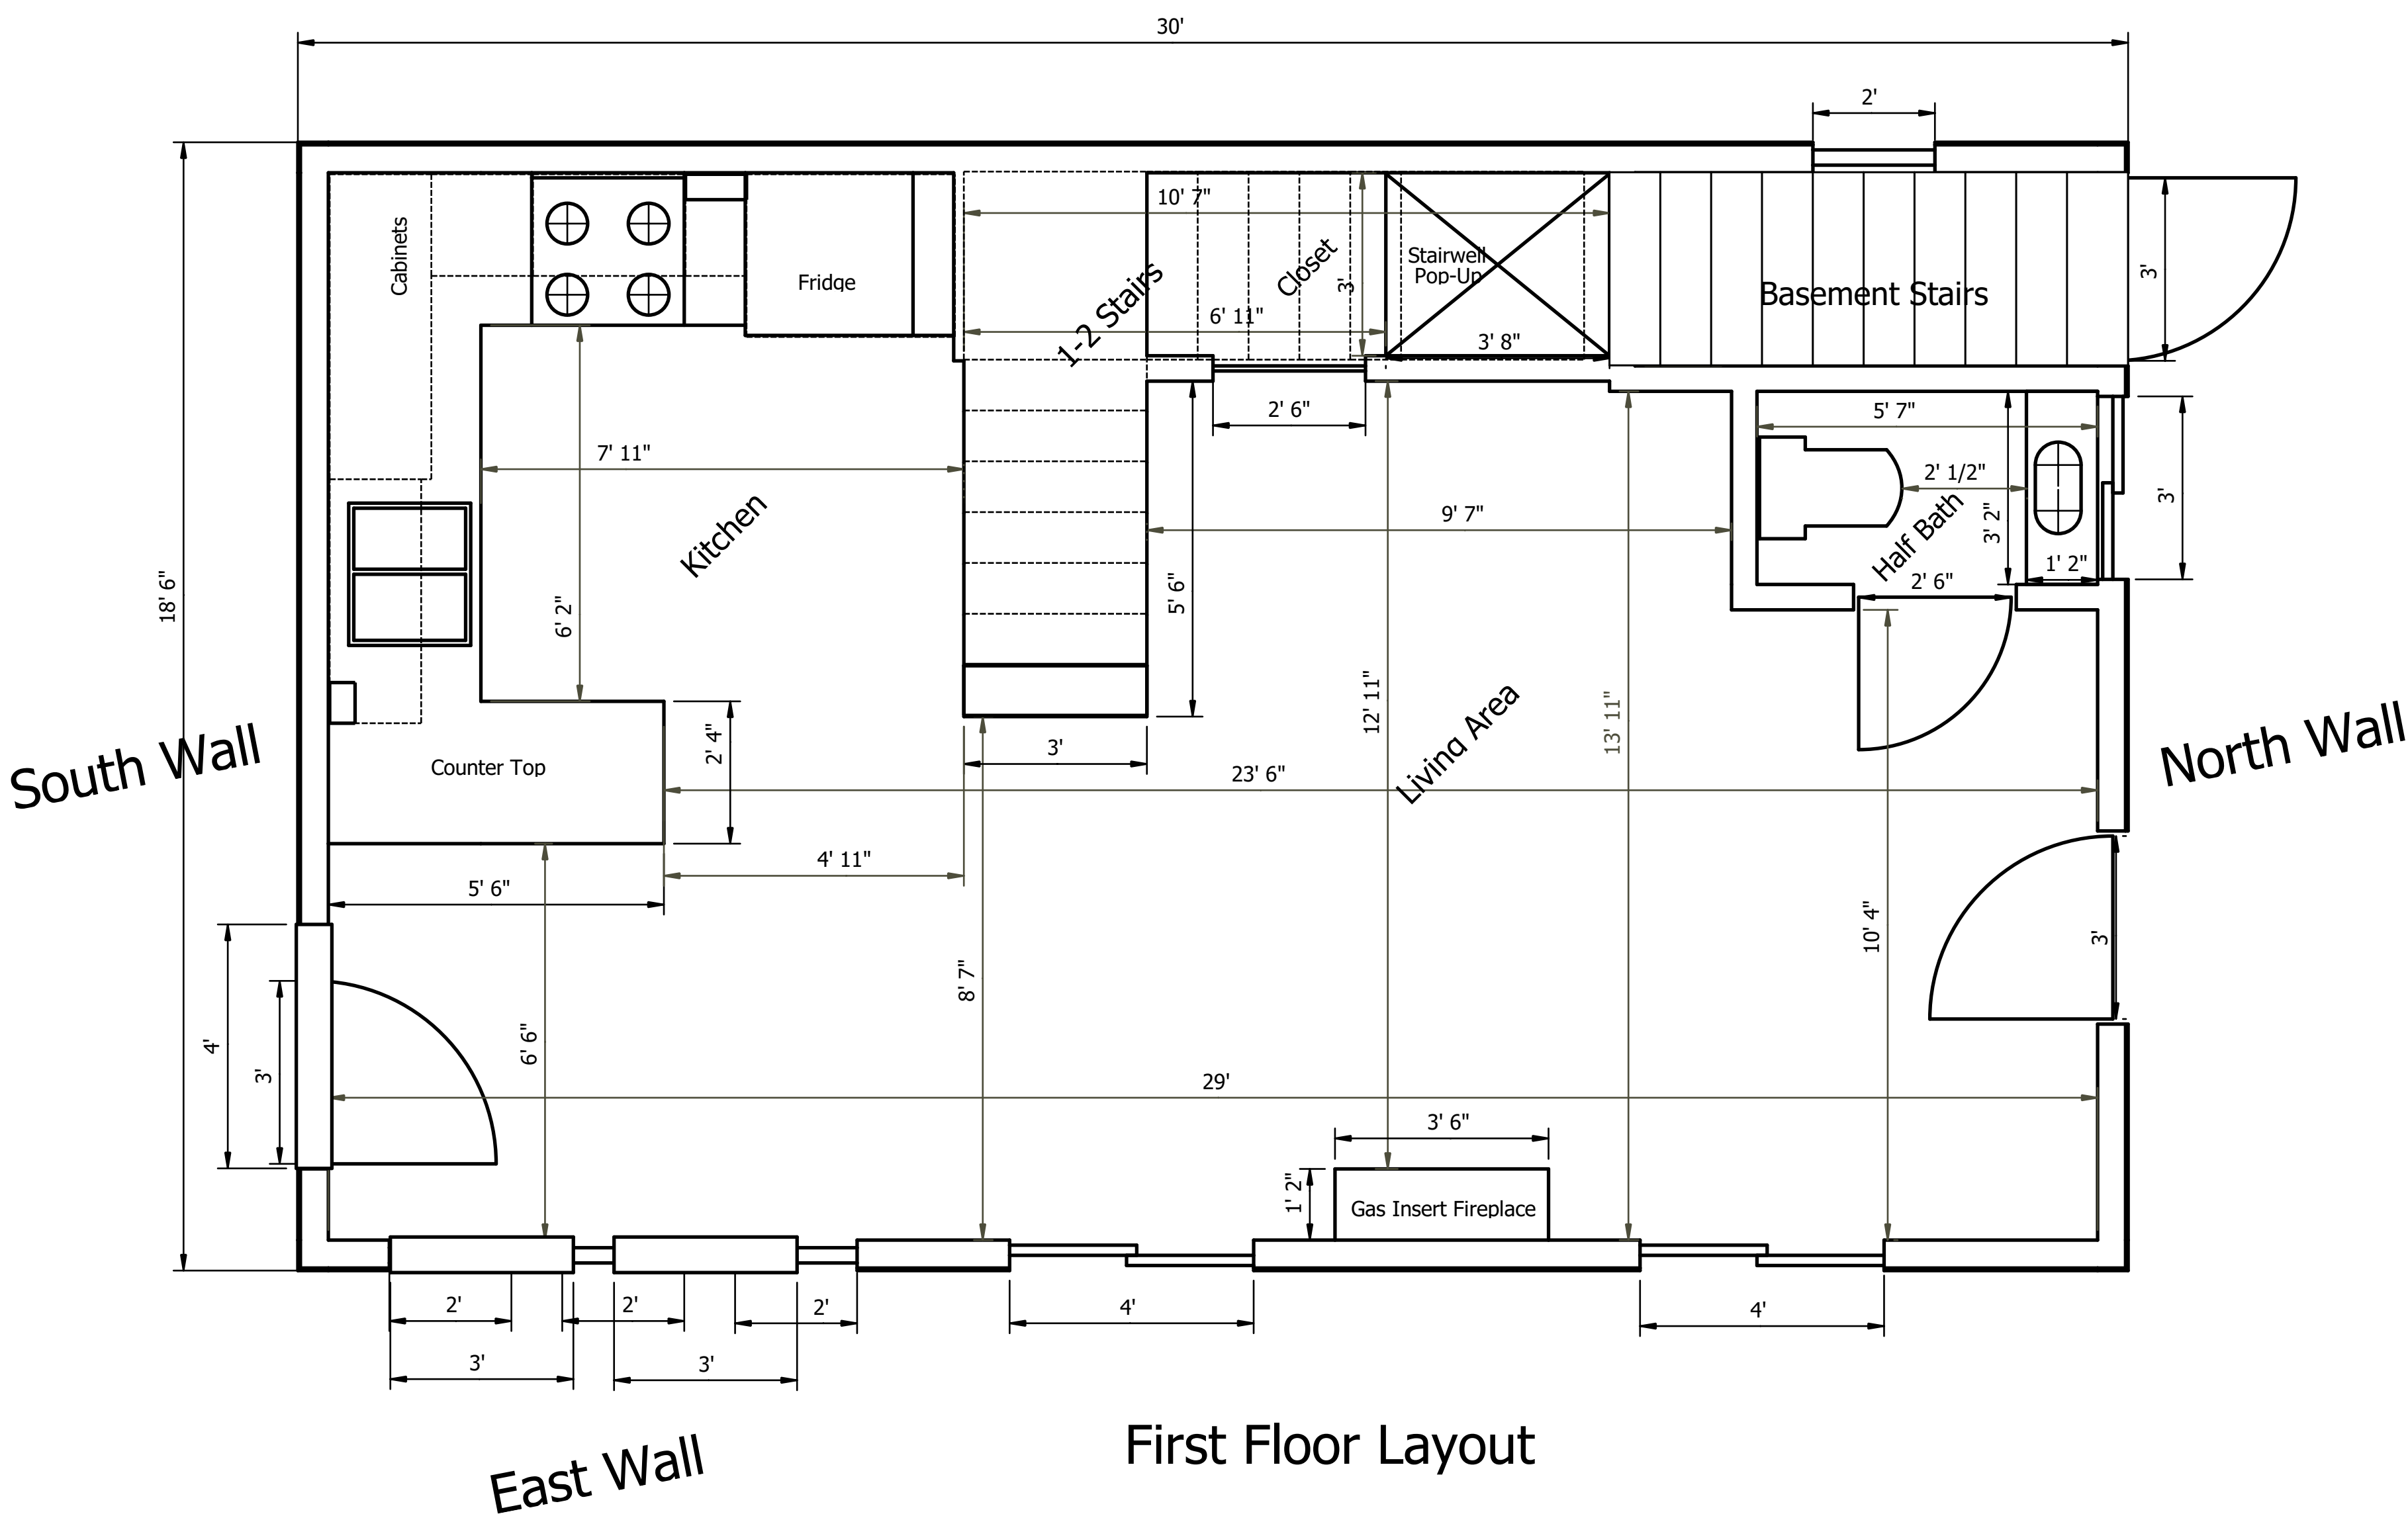 30'
2'
10' 7"
Cabinets
Fridge
1-2 Stairs
Closet
3'
Stairwell
Pop-Up
Basement Stairs
3'
6' 11"
3' 8"
2' 6"
5' 7"
7' 11"
Kitchen
9' 7"
2' 1/2"
Half Bath
3' 2"
1' 2"
3'
2' 6"
18' 6"
6' 2"
5' 6"
12' 11"
13' 11"
Living Area
South Wall
North Wall
Counter Top
2' 4"
3'
23' 6"
4' 11"
5' 6"
10' 4"
3'
8' 7"
4'
3'
6' 6"
29'
3' 6"
1' 2"
Gas Insert Fireplace
2'
2'
2'
4'
4'
3'
3'
First Floor Layout
East Wall